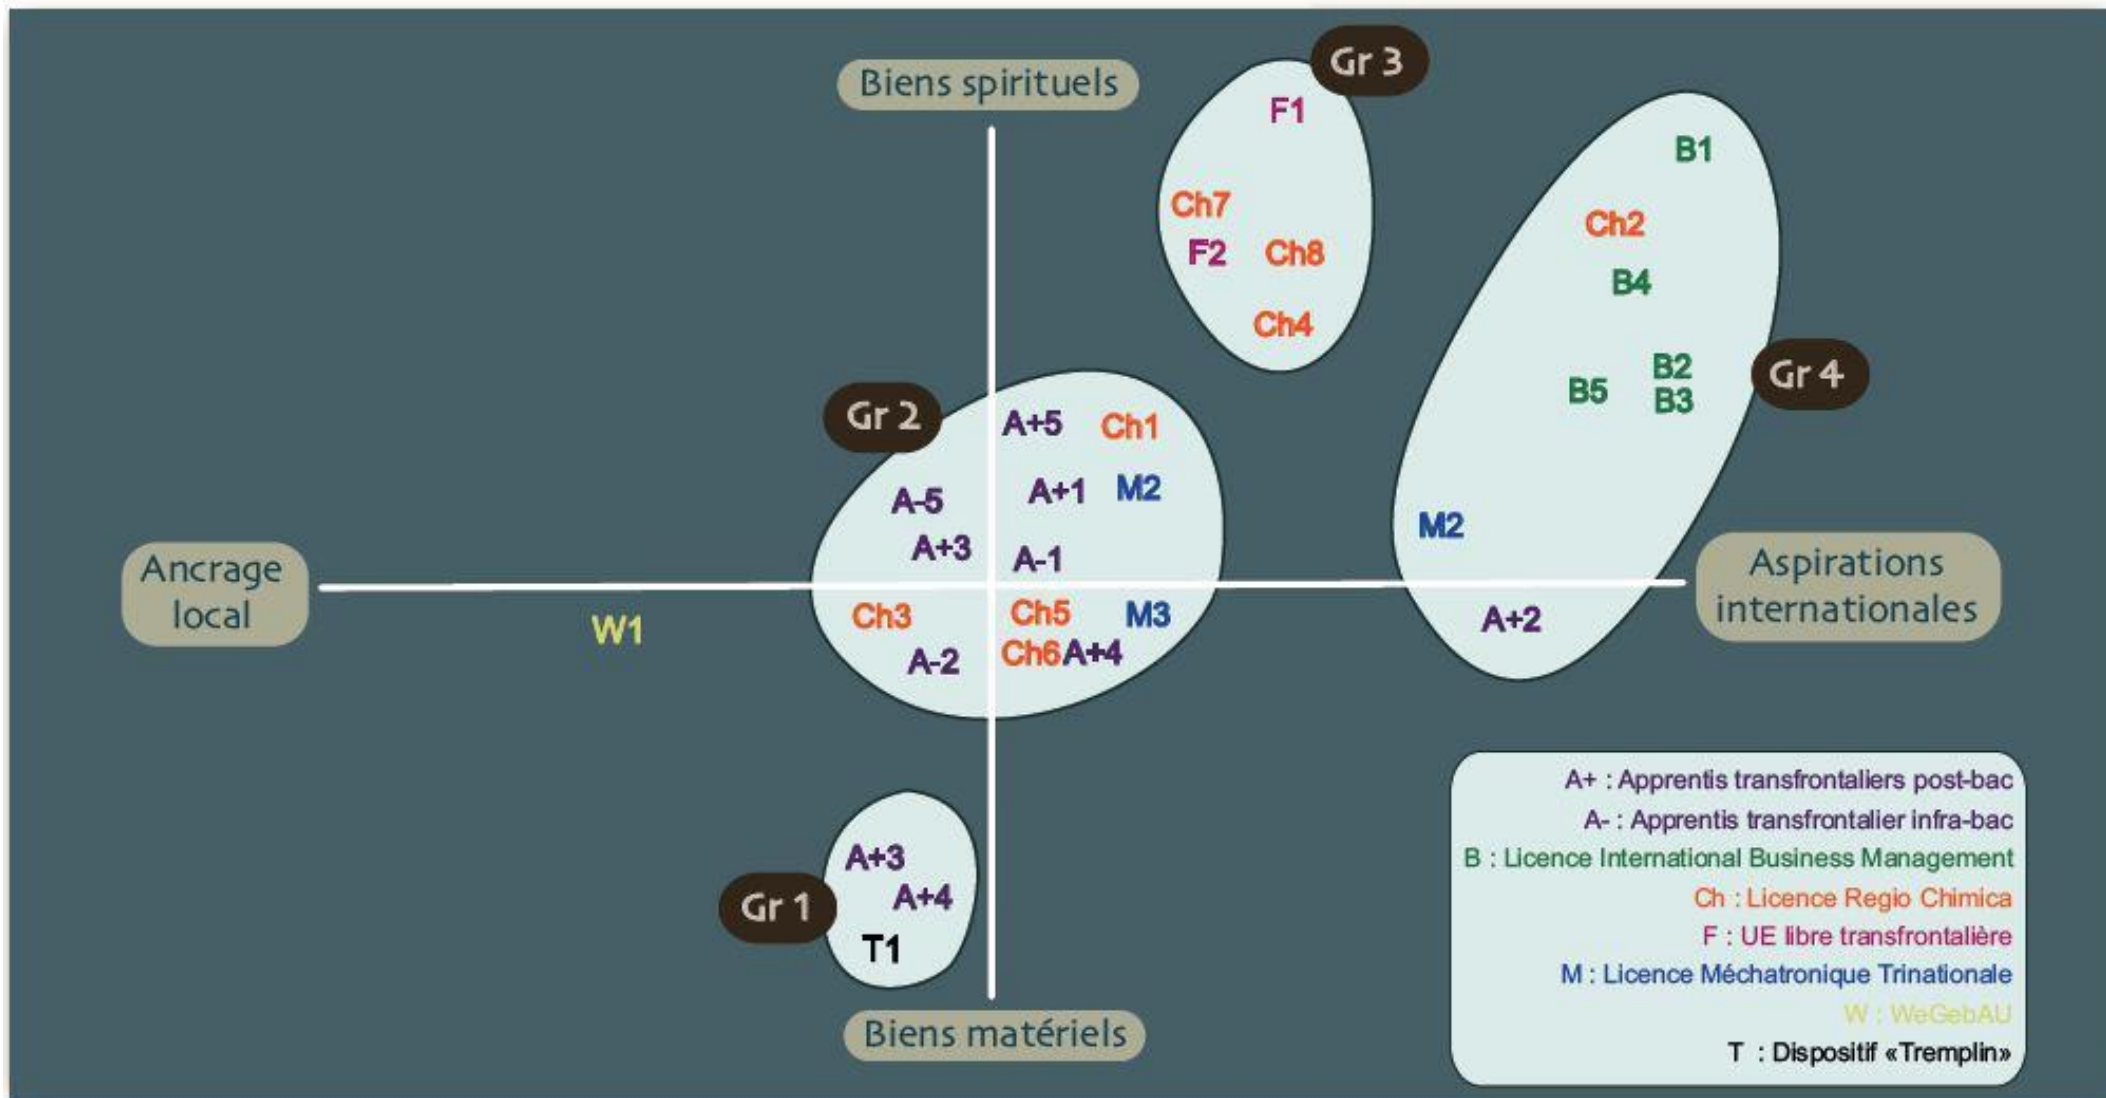 Biens spirituels
Gr 3
F1
B1
Ch7
Ch2
F2
Ch8
B4
Ch4
B2
B5
B3
Gr 4
Gr 2
A+5
Ch1
A-5
A+1
M2
M2
A+3
A-1
Ancrage
local
Aspirations
internationales
W1
Ch3
Ch5
M3
A+2
A-2
Ch6
A+4
A+3
A+4
Gr 1
T1
Biens matériels
A+ : Apprentis transfrontaliers post-bac
A- : Apprentis transfrontalier infra-bac
B : Licence International Business Management
Ch : Licence Regio Chimica
F : UE libre transfrontalière
M : Licence Méchatronique Trinationale
W : WeGebAU
T : Dispositif «Tremplin»